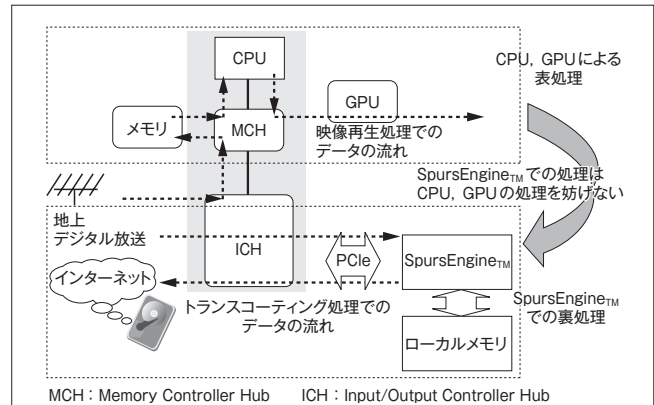 CPU
CPU, GPUによる
表処理
GPU
メモリ
MCH
映像再生処理での
データの流れ
SpursEngineTMでの処理は
CPU, GPUの処理を妨げない
地上
デジタル放送
ICH
PCIe
SpursEngineTM
インターネット
トランスコーティング処理での
データの流れ
SpursEngineTM
での裏処理
ローカルメモリ
MCH：Memory Controller Hub ICH：Input/Output Controller Hub